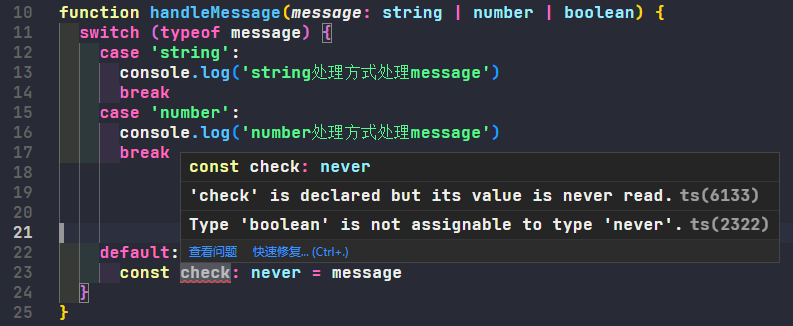 10 function handleMessage(message: string | number | boolean) {
11 switch (typeof message) {
12 case 'string':
13 console.log('string处理方式处理message')
14 break
15 case 'number':
16 console.log('number处理方式处理message')
17 break
18 const check: never
19 'check' is declared but its value is never read. ts(6133)
20 Type 'boolean' is not assignable to type 'never'. ts(2322)
21
22 default: 查看问题 快速修复... (Ctrl+.)
23 const check: never = message
24 }
25 }